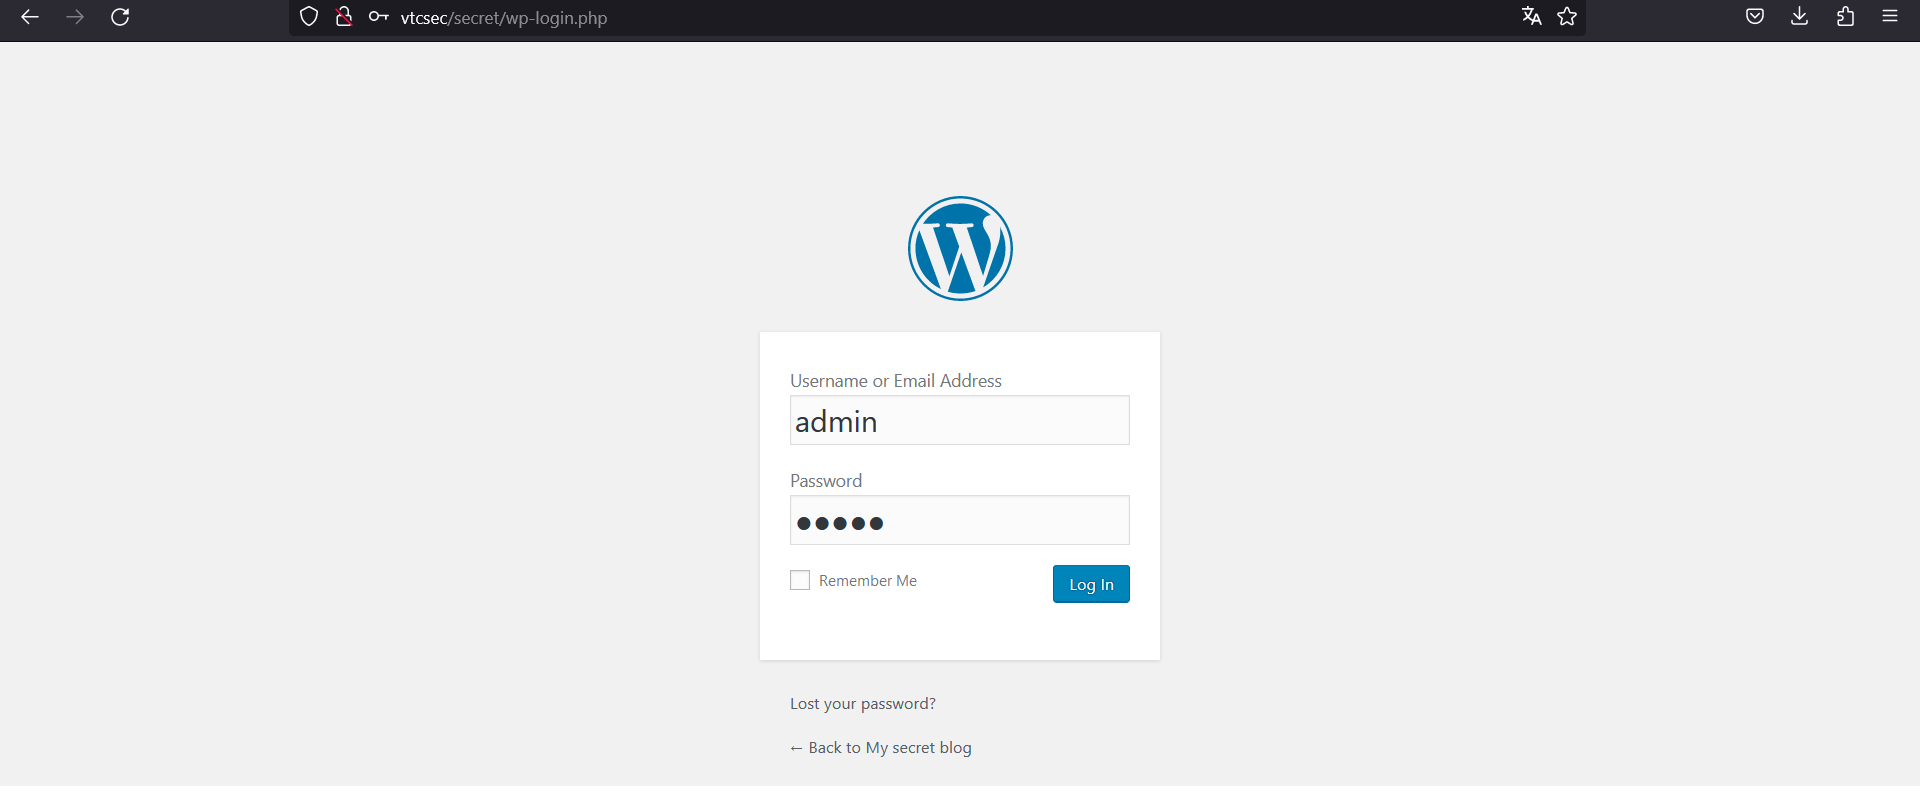 vtcsec/secret/wp-login.php
Username or Email Address
admin
Password
●●●●●
Remember Me
Log In
Lost your password?
← Back to My secret blog